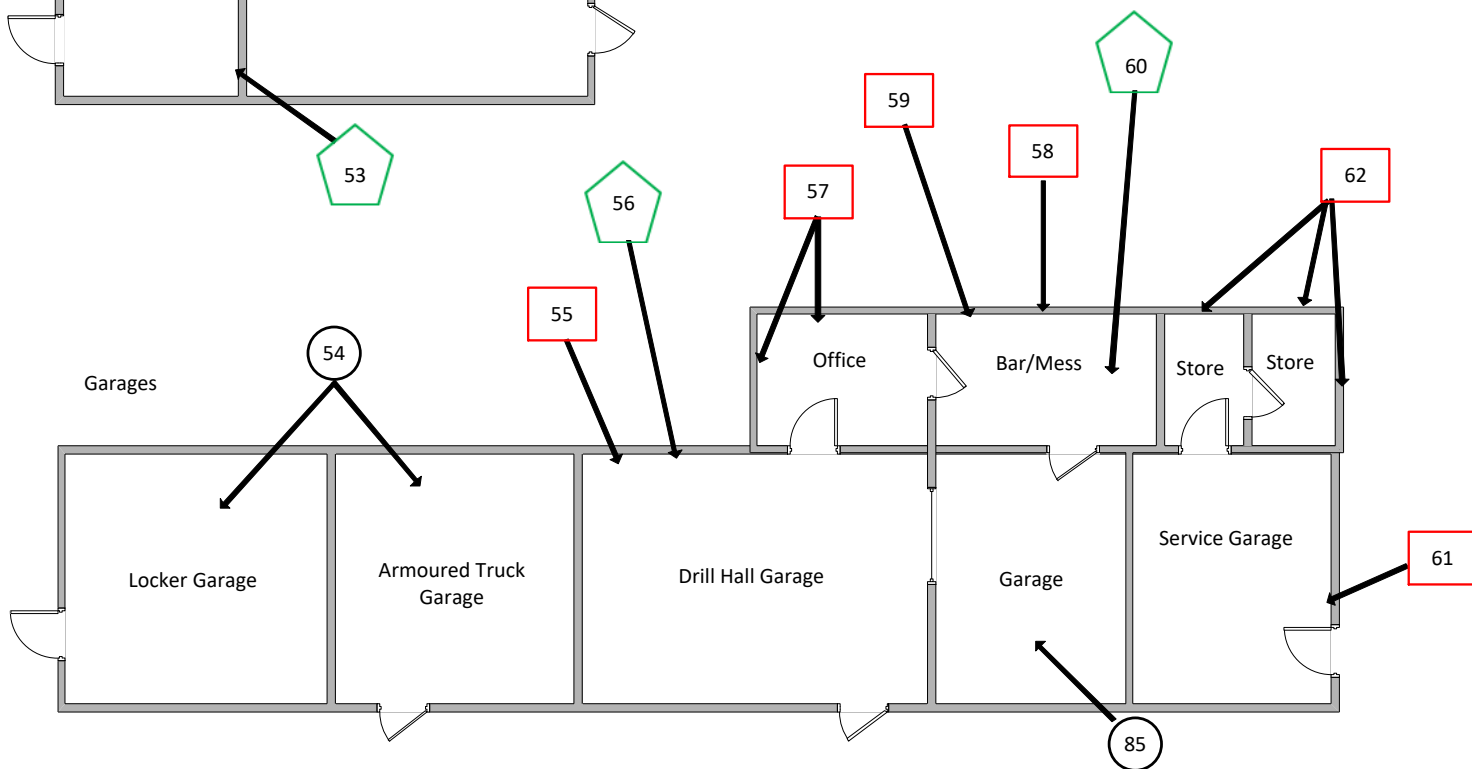 60
59
58
53
62
57
56
55
54
Office
Bar/Mess
Store
Store
Garages
Service Garage
61
Locker Garage
Armoured Truck
Garage
Drill Hall Garage
Garage
85